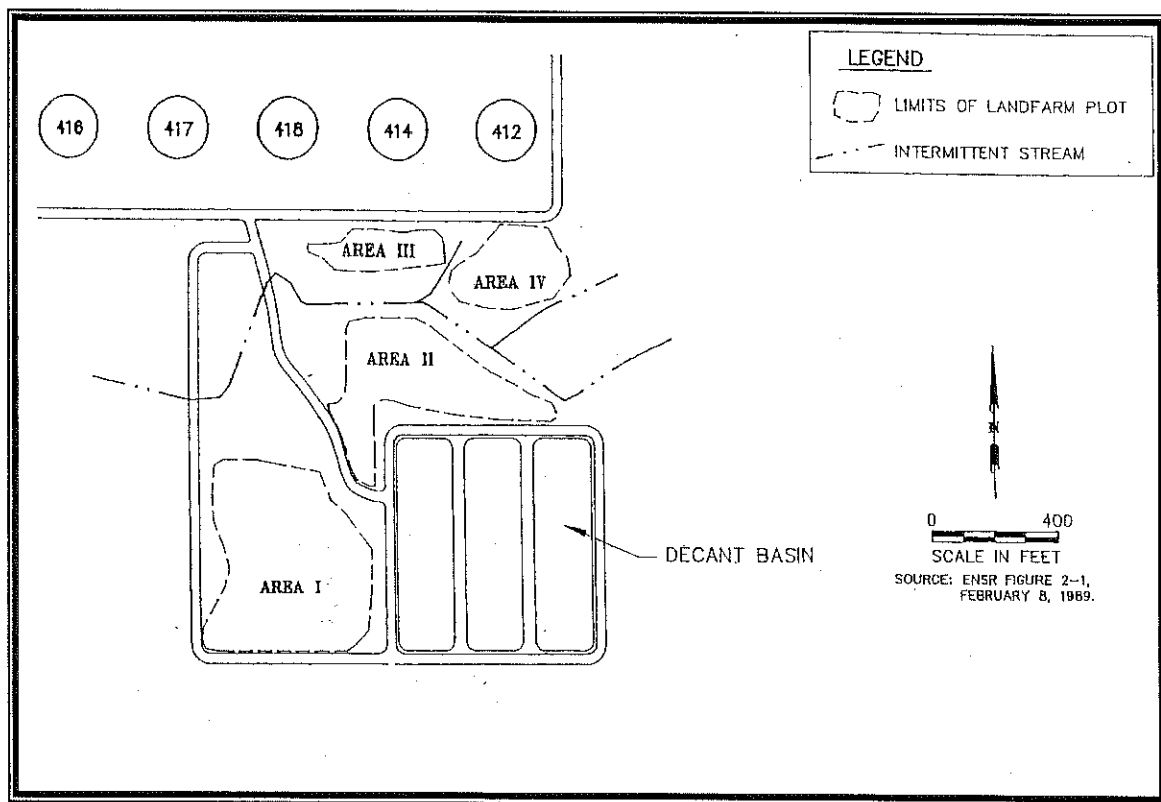 LEGEND
LIMITS OF LANDFARM PLOT
INTERMITTENT STREAM
416
417
418
414
412
AREA III
AREA IV
AREA II
N
0 400
SCALE IN FEET
SOURCE: ENSR FIGURE 2-1,
FEBRUARY 8, 1989.
DECANT BASIN
AREA I